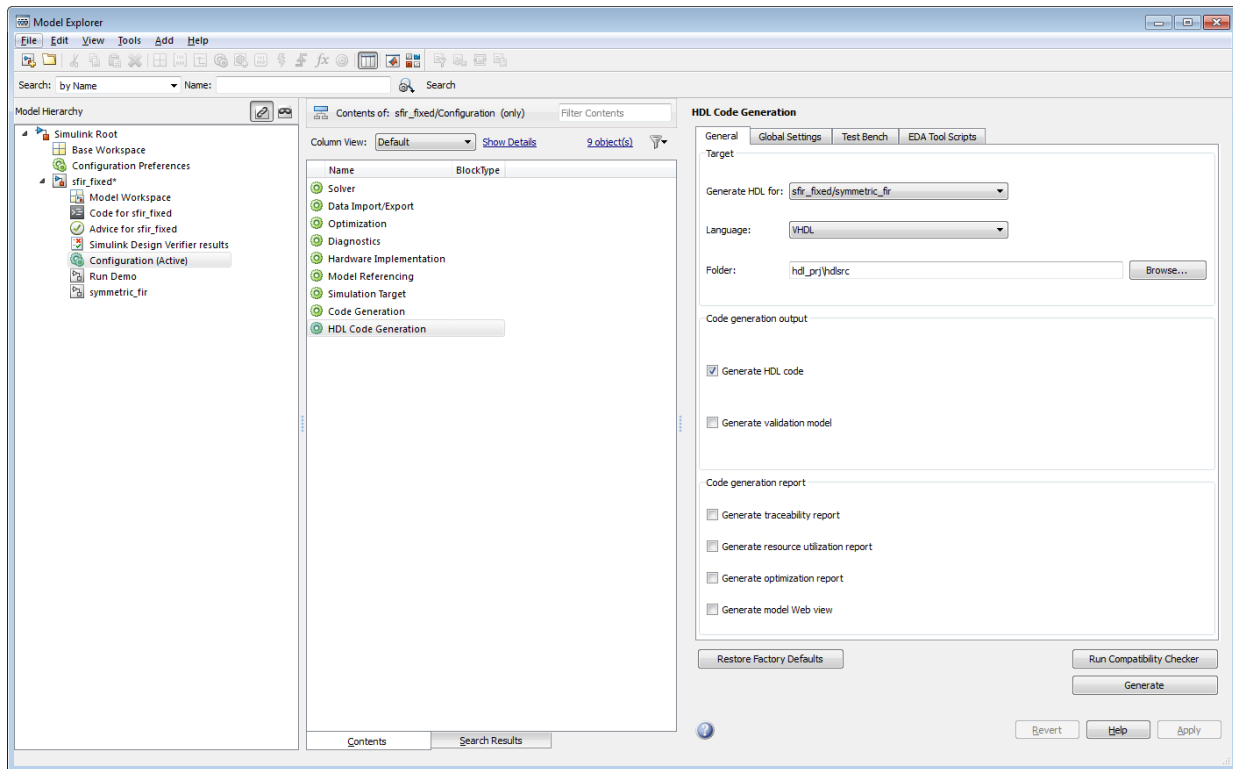 Model Explorer
File Edit View Tools Add Help
fx
Search: by Name Name: Search
Model Hierarchy
Simulink Root
Base Workspace
Configuration Preferences
sfir_fixed*
Model Workspace
Code for sfir_fixed
Advice for sfir_fixed
Simulink Design Verifier results
Configuration (Active)
Run Demo
symmetric_fir
Contents of: sfir_fixed/Configuration (only) Filter Contents
Column View: Default Show Details 9 object(s)
Name BlockType
Solver
Data Import/Export
Optimization
Diagnostics
Hardware Implementation
Model Referencing
Simulation Target
Code Generation
HDL Code Generation
Contents Search Results
HDL Code Generation
General Global Settings Test Bench EDA Tool Scripts
Target
Generate HDL for: sfir_fixed/symmetric_fir
Language: VHDL
Folder: hdl_prj\hdlsrc Browse...
Code generation output
Generate HDL code
Generate validation model
Code generation report
Generate traceability report
Generate resource utilization report
Generate optimization report
Generate model Web view
Restore Factory Defaults Run Compatibility Checker
Generate
Revert Help Apply